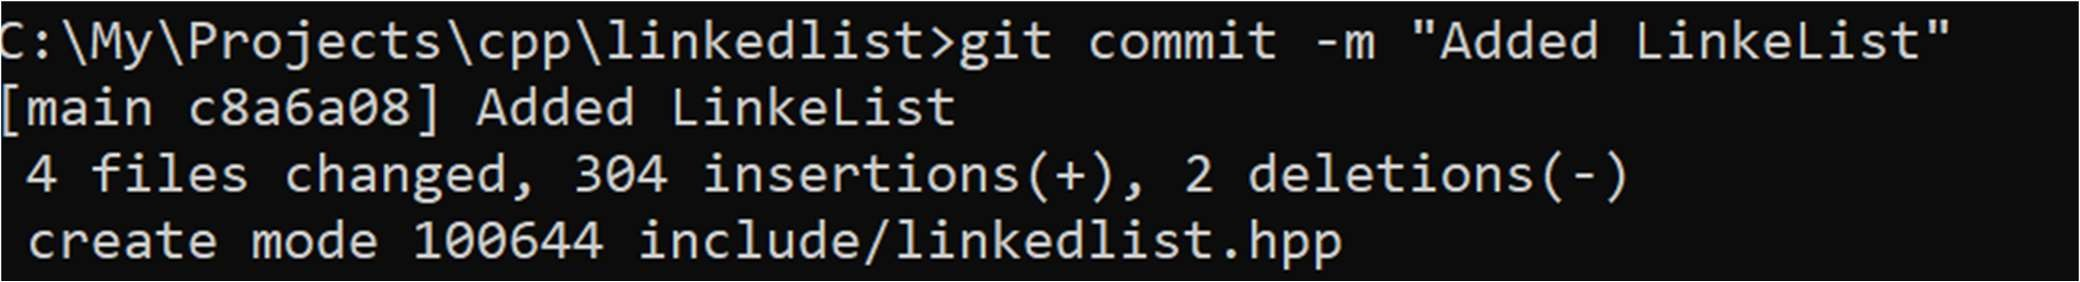 C:\My\Projects\cpp\linkedlist>git commit -m "Added LinkeList"
[main c8a6a08] Added LinkeList
4 files changed, 304 insertions(+), 2 deletions(-)
create mode 100644 include/linkedlist.hpp